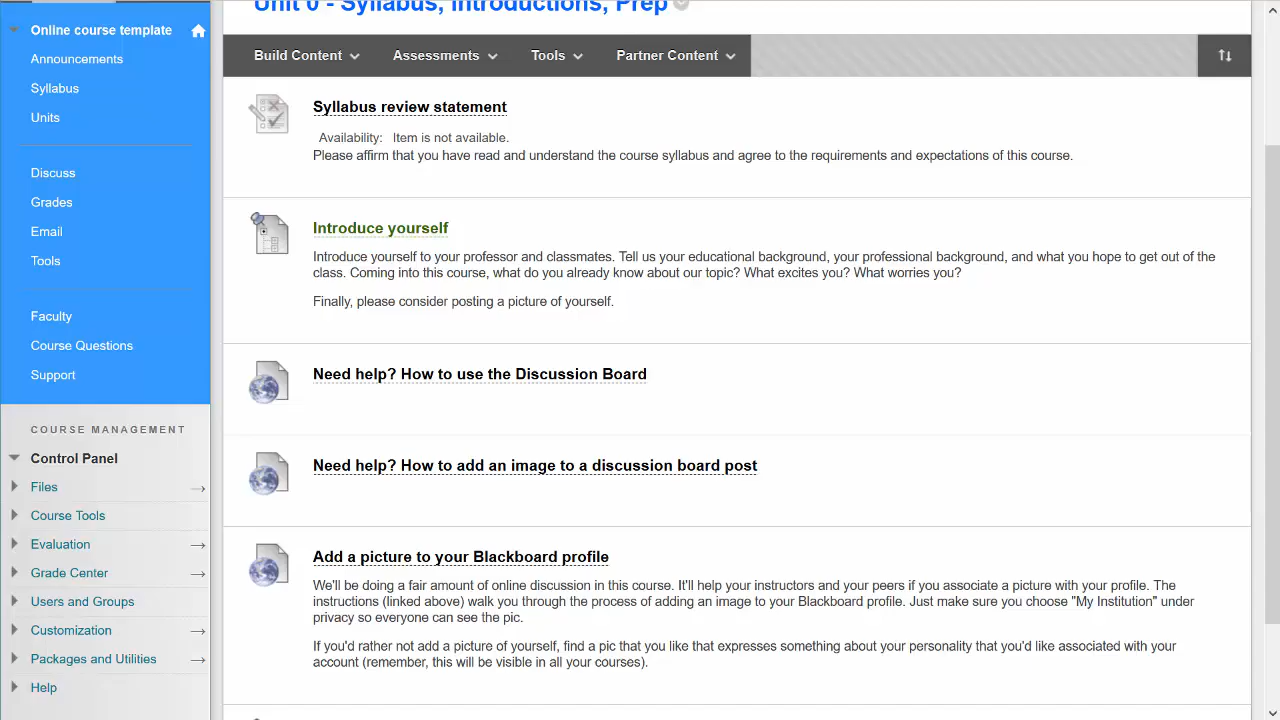 Online course template
Announcements
Syllabus
Units
Discuss
Grades
Email
Tools
Faculty
Course Questions
Support
COURSE MANAGEMENT
Control Panel
Files
Course Tools
Evaluation
Grade Center
Users and Groups
Customization
Packages and Utilities
Help
Unit 0 - Syllabus, Introductions, Prep
Build Content Assessments Tools Partner Content
Syllabus review statement
Availability: Item is not available.
Please affirm that you have read and understand the course syllabus and agree to the requirements and expectations of this course.
Introduce yourself
Introduce yourself to your professor and classmates. Tell us your educational background, your professional background, and what you hope to get out of the
class. Coming into this course, what do you already know about our topic? What excites you? What worries you?
Finally, please consider posting a picture of yourself.
Need help? How to use the Discussion Board
Need help? How to add an image to a discussion board post
Add a picture to your Blackboard profile
We'll be doing a fair amount of online discussion in this course. It'll help your instructors and your peers if you associate a picture with your profile. The
instructions (linked above) walk you through the process of adding an image to your Blackboard profile. Just make sure you choose "My Institution" under
privacy so everyone can see the pic.
If you'd rather not add a picture of yourself, find a pic that you like that expresses something about your personality that you'd like associated with your
account (remember, this will be visible in all your courses).